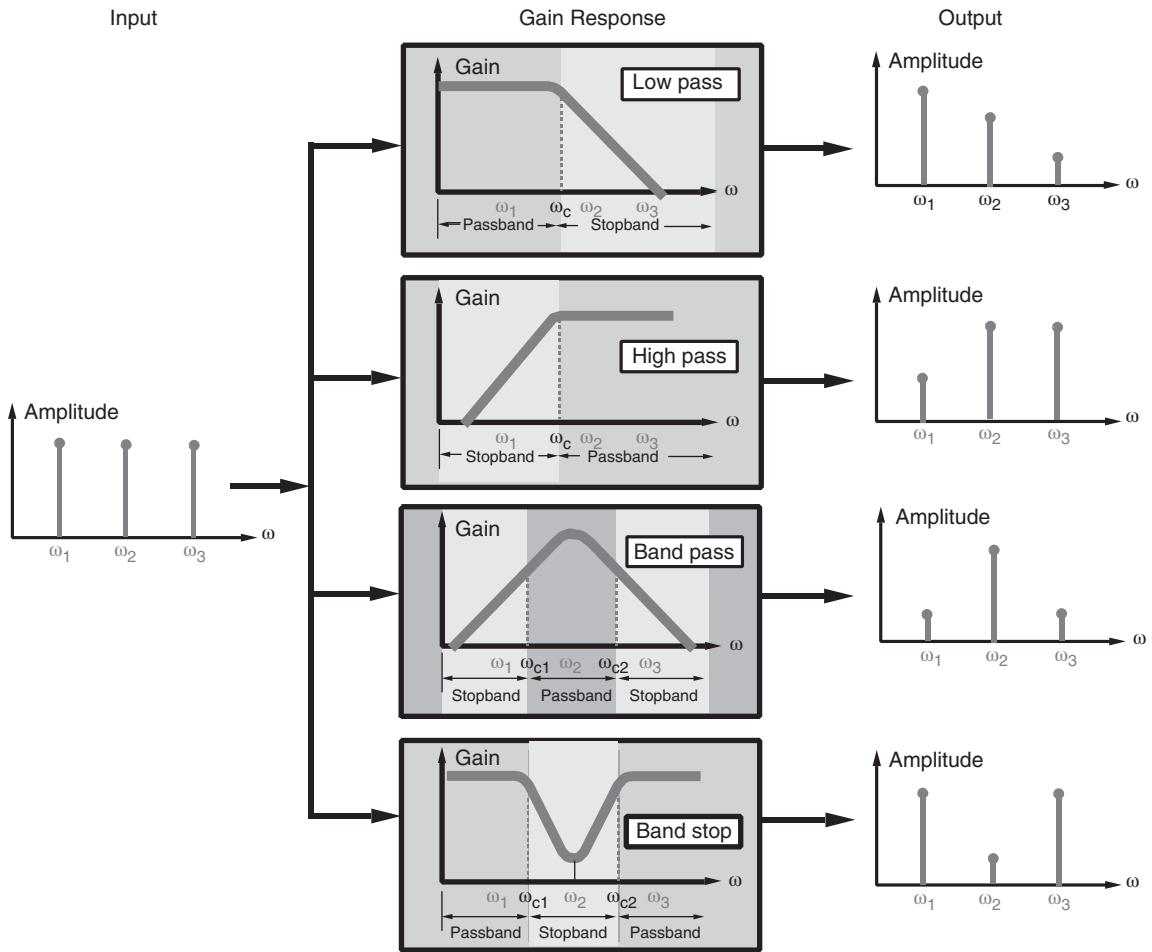 Input
Gain Response
Output
Gain
Low pass
ω
ω1 ωc ω2 ω3
Passband Stopband
Amplitude
ω
ω1 ω2 ω3
Gain
High pass
ω
ω1 ωc ω2 ω3
Stopband Passband
Amplitude
ω
ω1 ω2 ω3
Amplitude
ω
ω1 ω2 ω3
Gain
Band pass
ω
ω1 ωc1 ω2 ωc2 ω3
Stopband Passband Stopband
Amplitude
ω
ω1 ω2 ω3
Gain
Band stop
ω
ω1 ωc1 ω2 ωc2 ω3
Passband Stopband Passband
Amplitude
ω
ω1 ω2 ω3